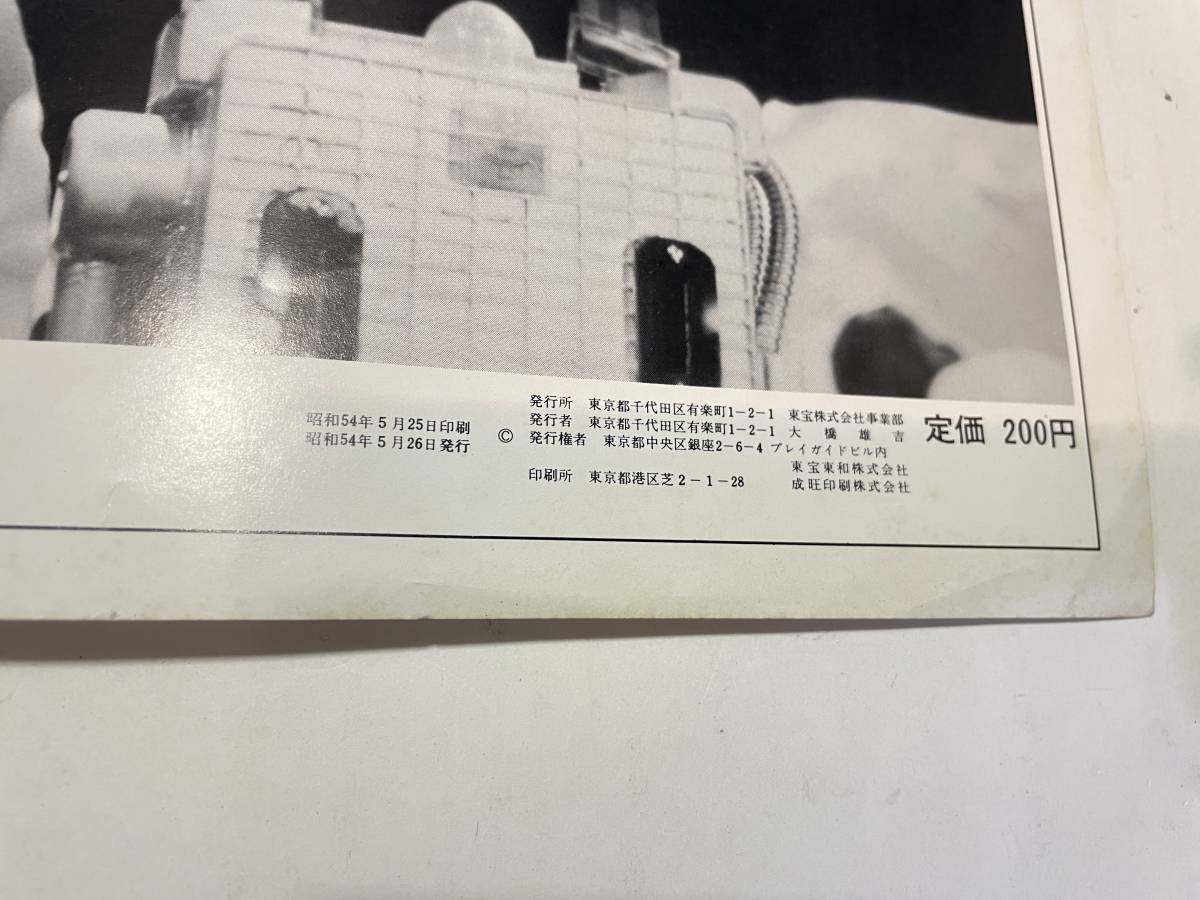 昭和54年5月25日印刷
昭和54年5月26日発行
©
発行所 東京都千代田区有楽町1-2-1 東宝株式会社事業部
発行者 東京都千代田区有楽町1-2-1 大橋雄吉
発行権者 東京都中央区銀座2-6-4 プレイガイドビル内
東宝東和株式会社
印刷所 東京都港区芝2-1-28 成旺印刷株式会社
定価 200円